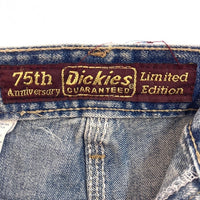 75th Anniversary
Dickies
GUARANTEED
Limited Edition